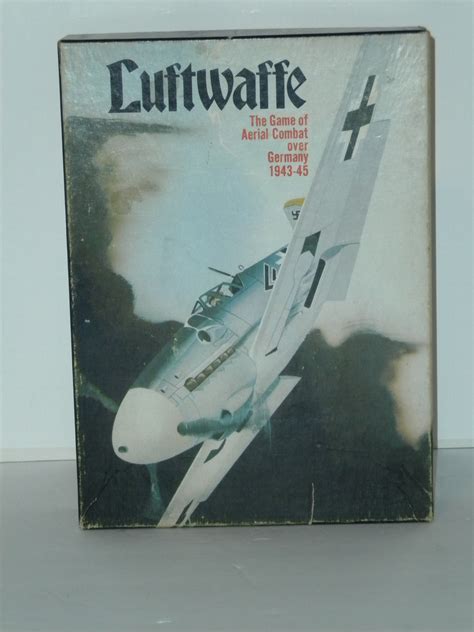 Luftwaffe
The Game of
Aerial Combat
over
Germany
1943-45